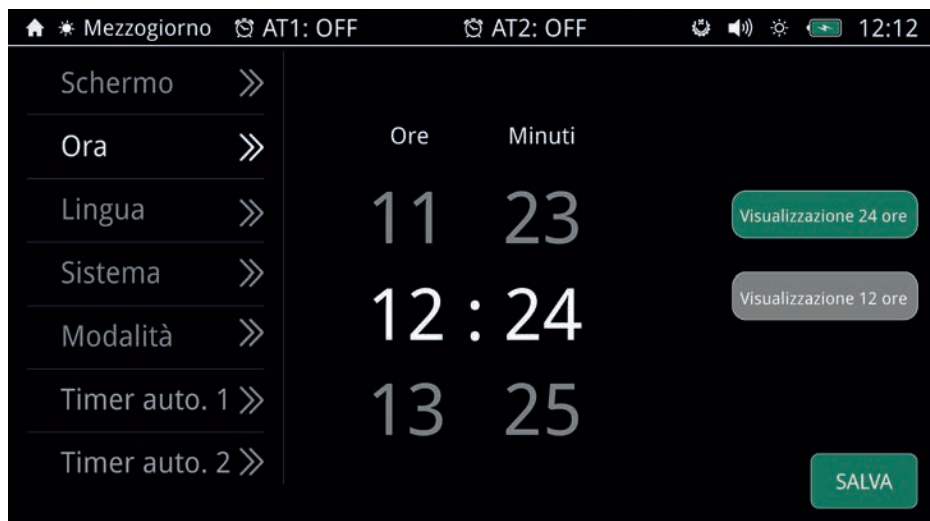 Mezzogiorno AT1: OFF AT2: OFF 12:12
Schermo
Ora
Lingua
Sistema
Modalità
Timer auto. 1
Timer auto. 2
Ore Minuti
11 23
12 : 24
13 25
Visualizzazione 24 ore
Visualizzazione 12 ore
SALVA